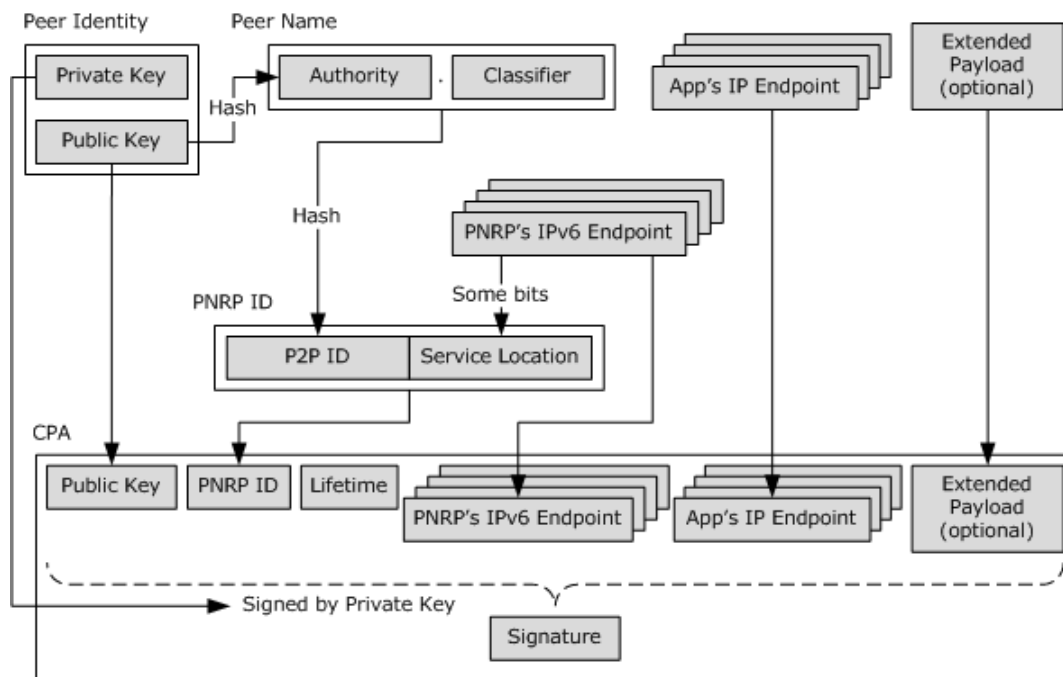 Peer Identity
Peer Name
Private Key
Authority
.
Classifier
App's IP Endpoint
Extended
Payload
(optional)
Hash
Public Key
Hash
PNRP's IPv6 Endpoint
Some bits
PNRP ID
P2P ID
Service Location
CPA
Public Key
PNRP ID
Lifetime
PNRP's IPv6 Endpoint
App's IP Endpoint
Extended
Payload
(optional)
Signed by Private Key
Signature